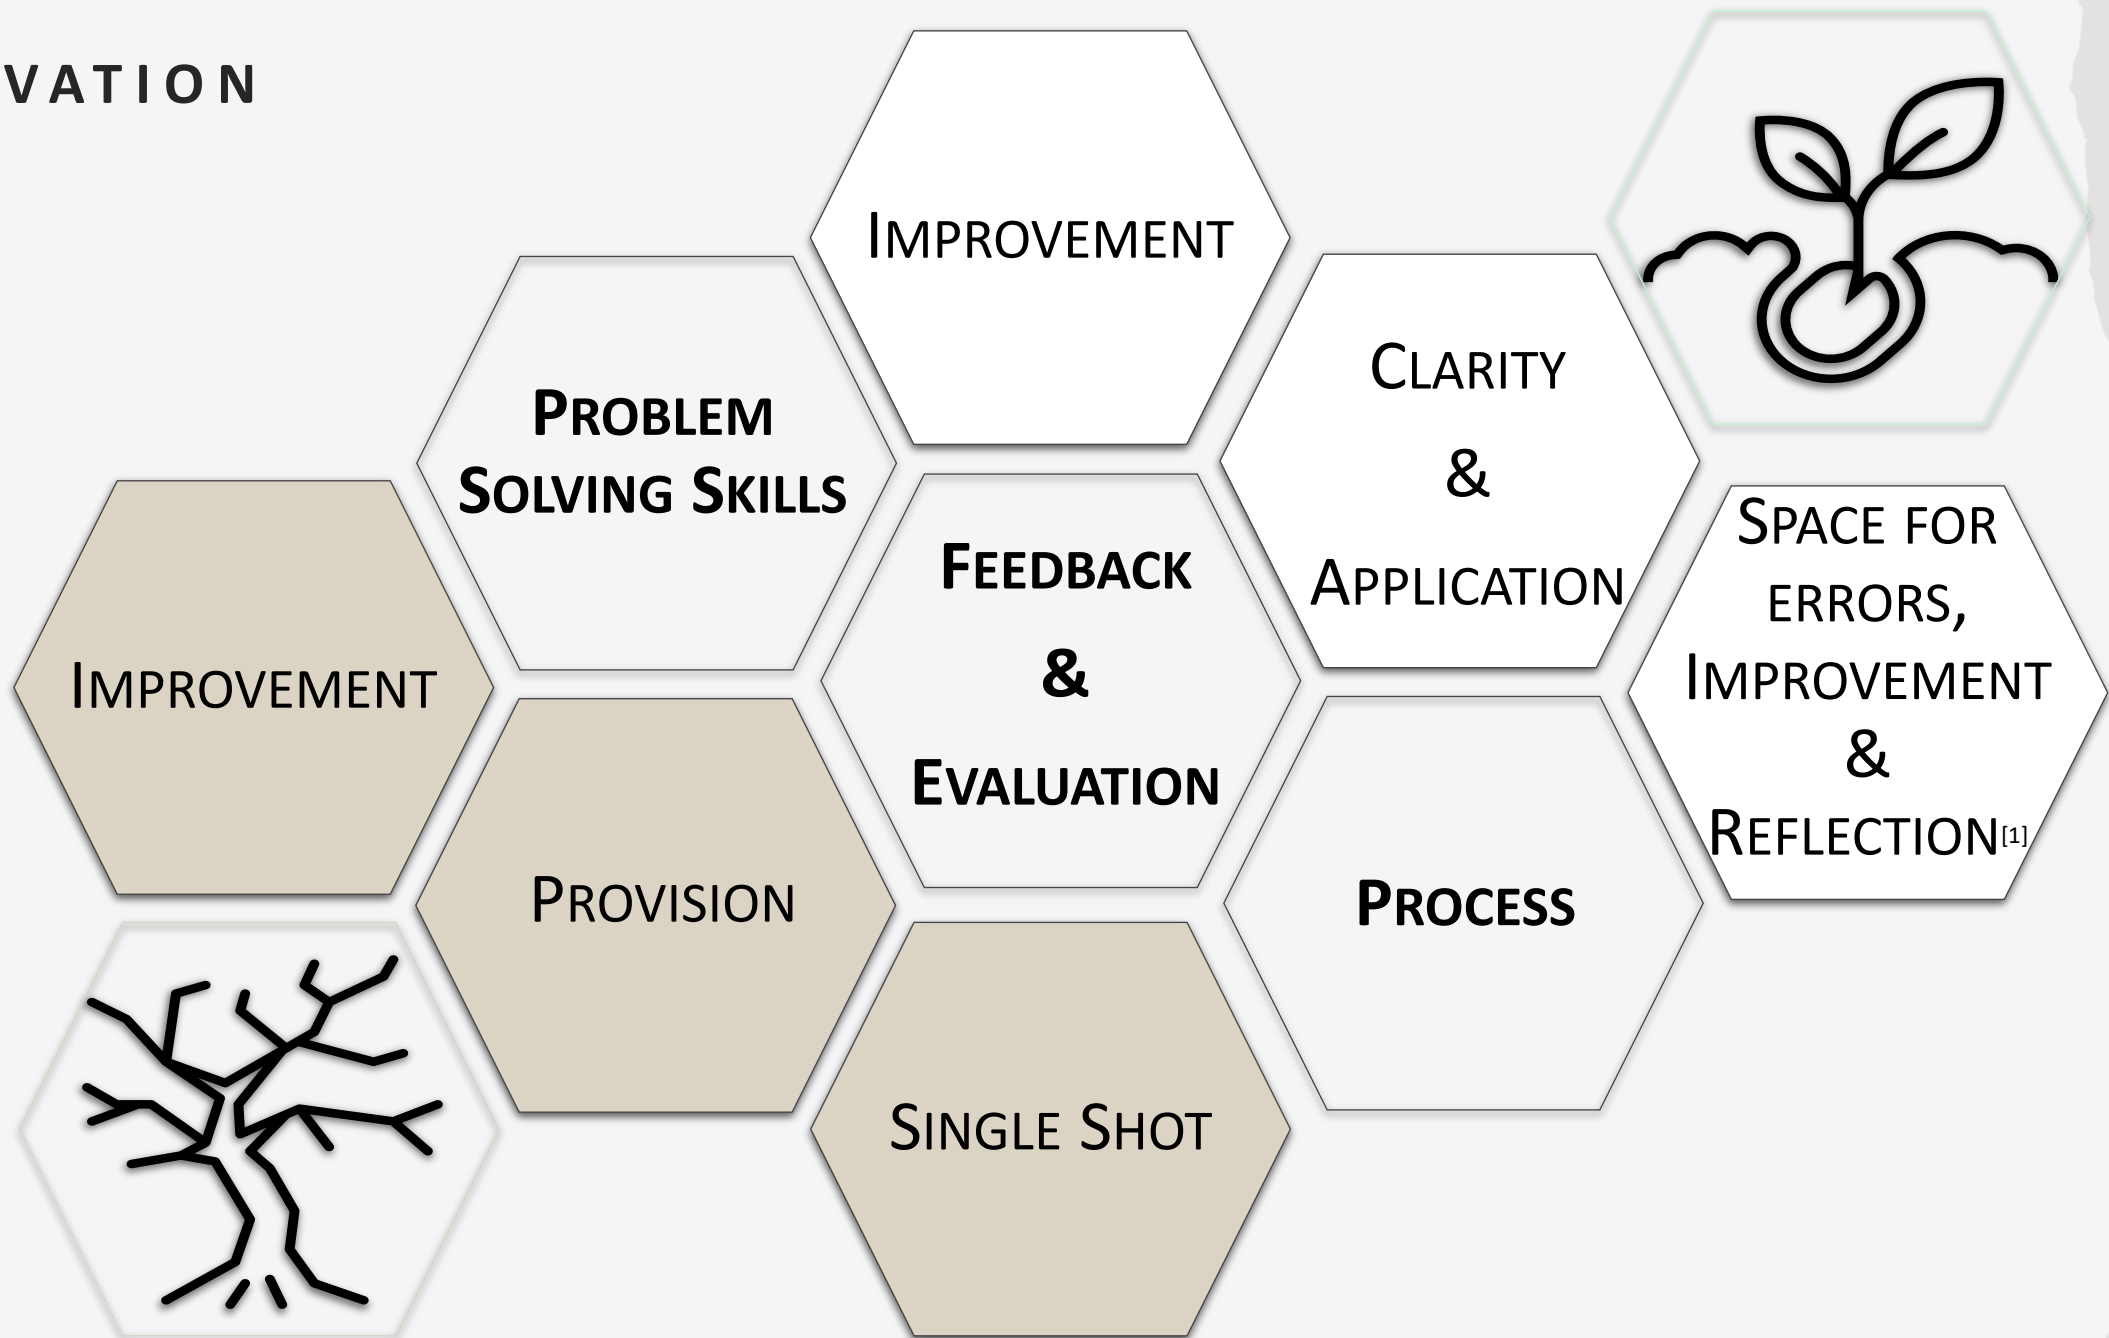 VATION
IMPROVEMENT
PROBLEM
SOLVING SKILLS
CLARITY
&
APPLICATION
FEEDBACK
&
EVALUATION
SPACE FOR
ERRORS,
IMPROVEMENT
&
REFLECTION[1]
IMPROVEMENT
PROVISION
PROCESS
SINGLE SHOT